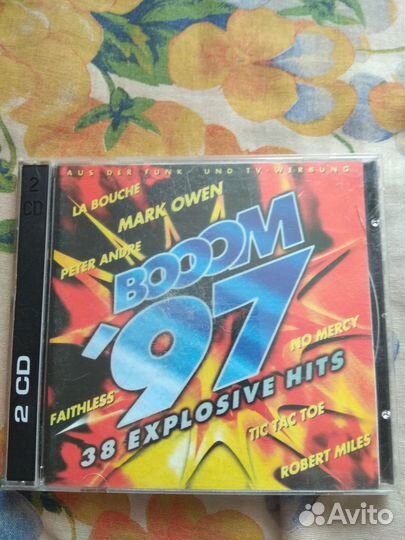 AUS DER FUNK- UND TV-WERBUNG
2
CD
LA BOUCHE
MARK OWEN
PETER ANDRE
BOOOM
'97
NO MERCY
FAITHLESS
38 EXPLOSIVE HITS
TIC TAC TOE
ROBERT MILES
2 CD
Avito